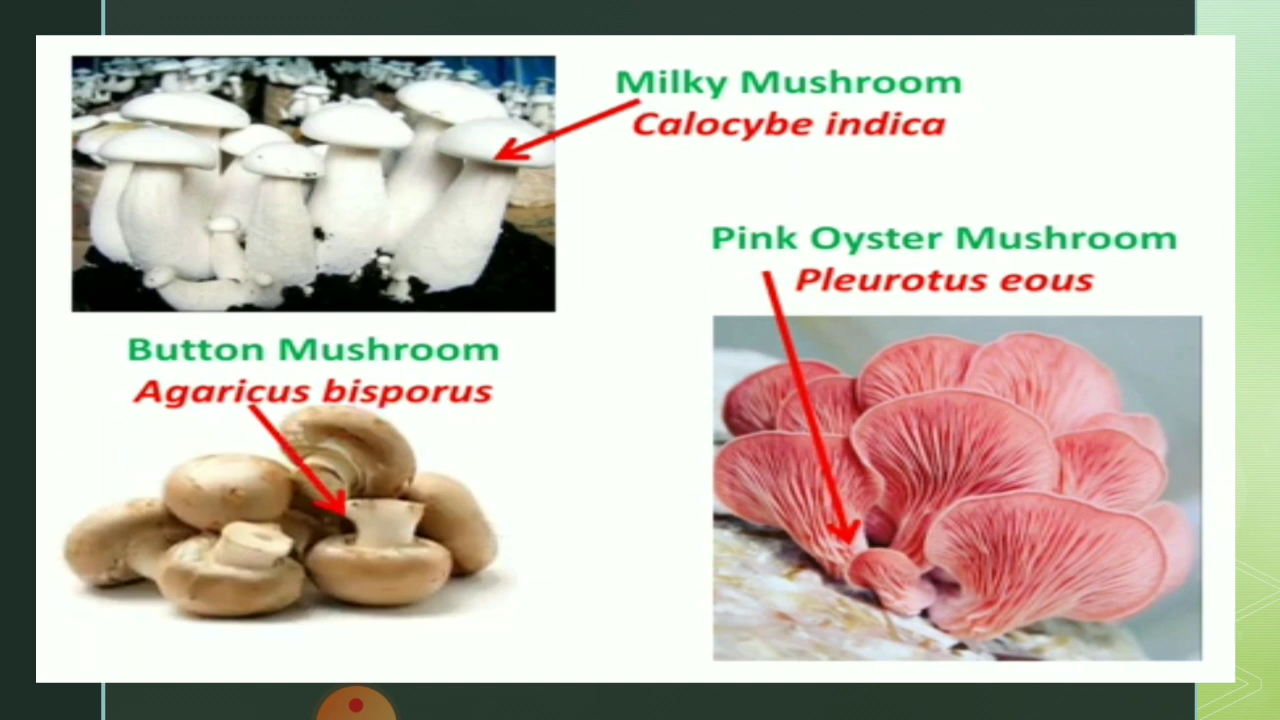 Milky Mushroom
Calocybe indica
Pink Oyster Mushroom
Pleurotus eous
Button Mushroom
Agaricus bisporus